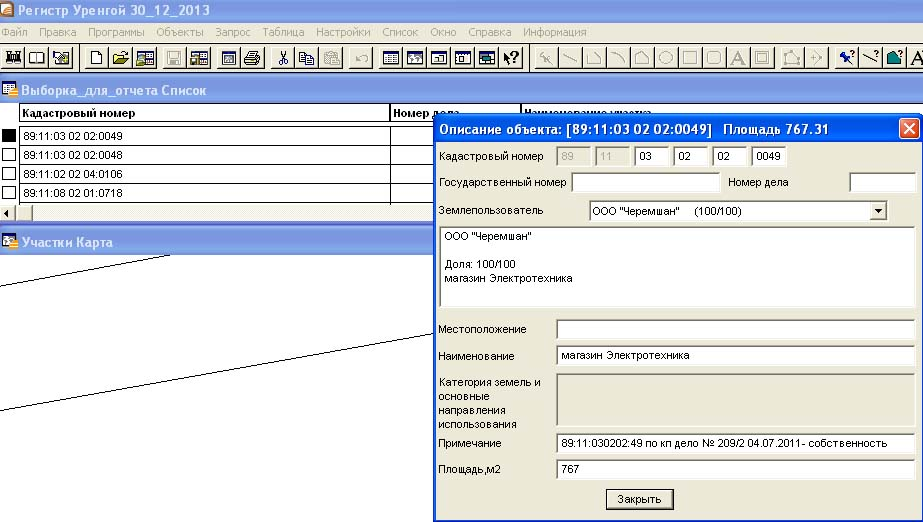 Регистр Уренгой 30_12_2013
Файл Правка Программы Объекты Запрос Таблица Настройки Список Окно Справка Информация
Выборка_для_отчета Список
Кадастровый номер Номер дела Наименование участка
89:11:03 02 02:0049
89:11:03 02 02:0048
89:11:02 02 04:0106
89:11:08 02 01:0718
Участки Карта
Описание объекта: [89:11:03 02 02:0049] Площадь 767.31
Кадастровый номер 89 11 03 02 02 0049
Государственный номер Номер дела
Землепользователь ООО "Черемшан" (100/100)
ООО "Черемшан"
Доля: 100/100
магазин Электротехника
Местоположение
Наименование магазин Электротехника
Категория земель и
основные
направления
использования
Примечание 89:11:030202:49 по кп дело № 209/2 04.07.2011- собственность
Площадь,м2 767
Закрыть